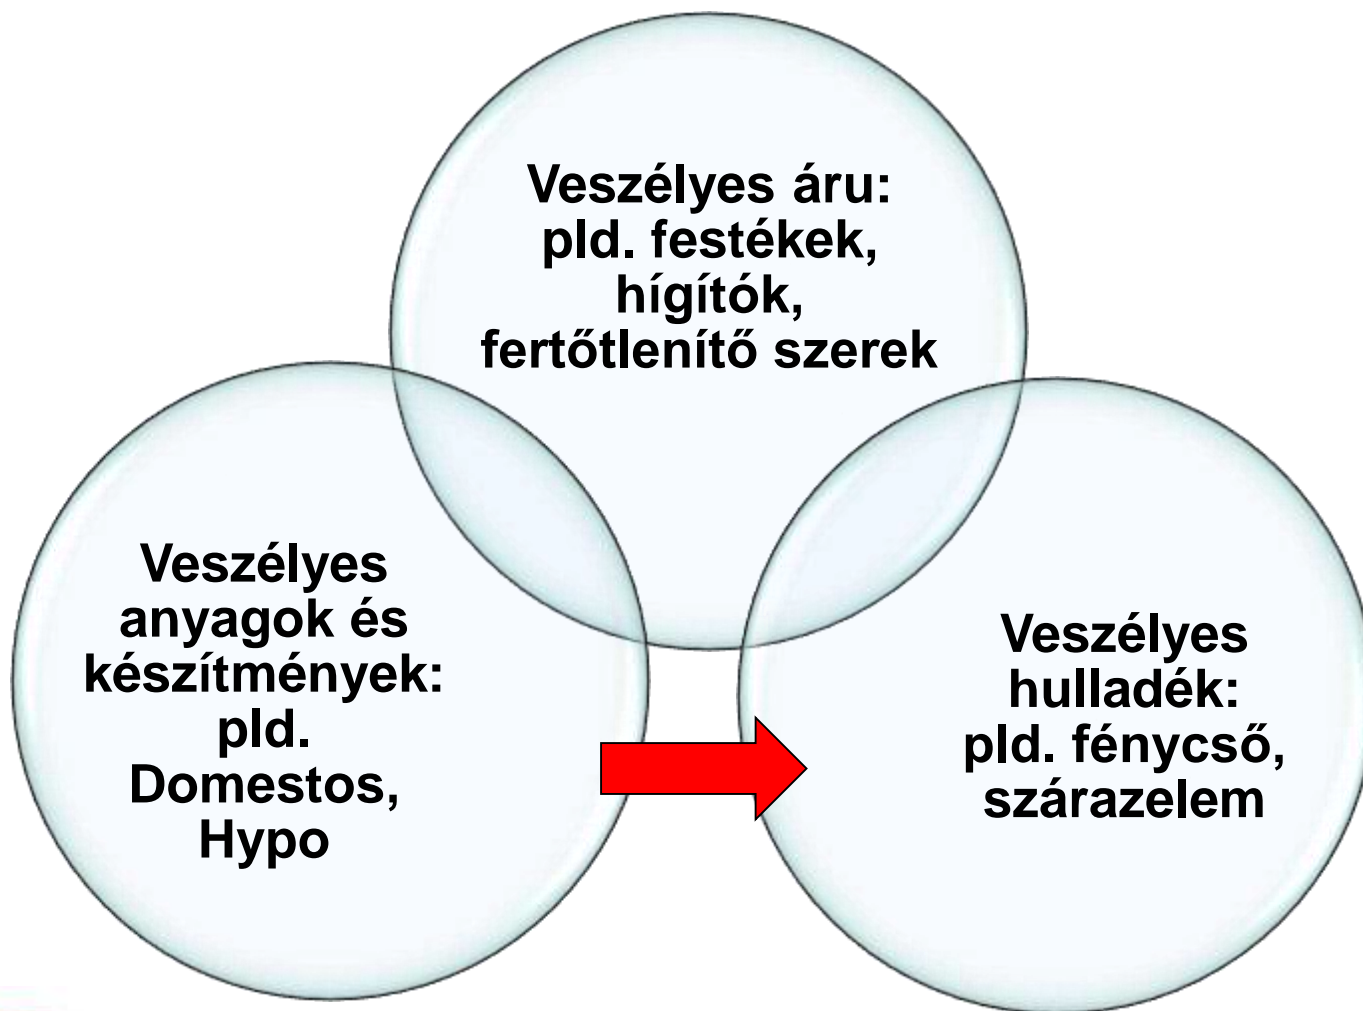 Veszélyes áru:
pld. festékek,
hígítók,
fertőtlenítő szerek
Veszélyes
anyagok és
készítmények:
pld.
Domestos,
Hypo
Veszélyes
hulladék:
pld. fénycső,
szárazelem